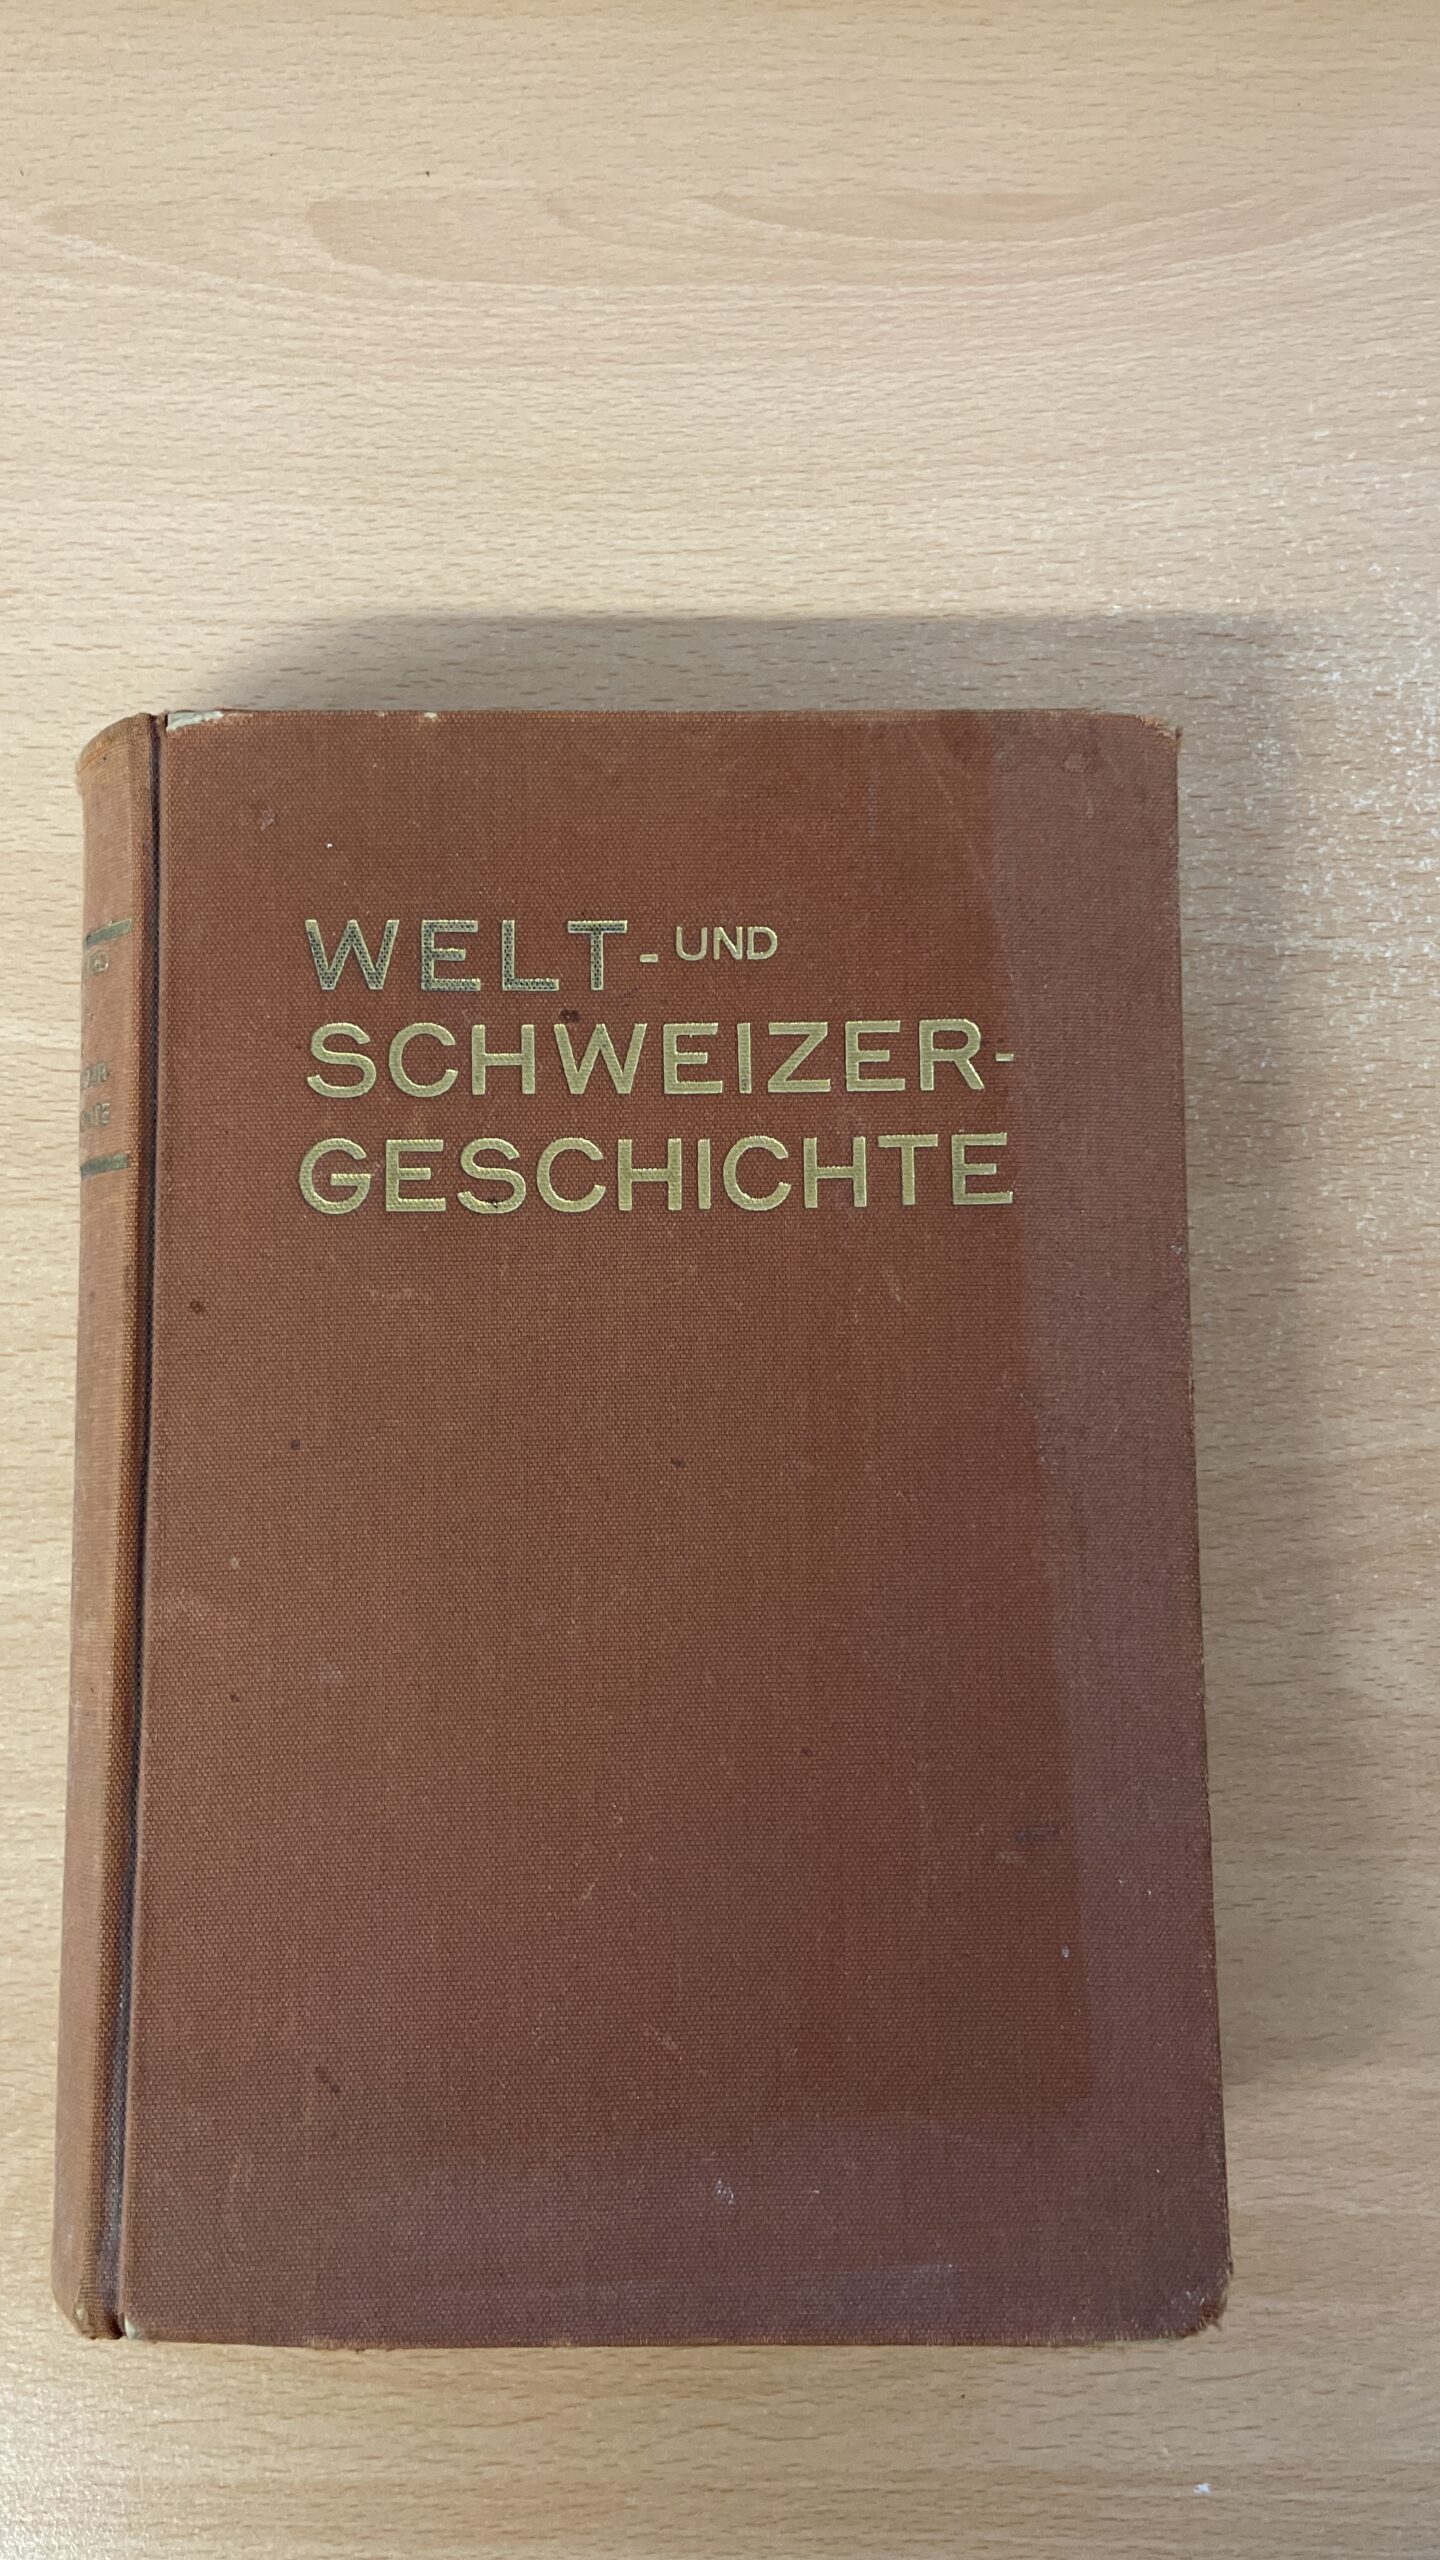 WELT- UND
SCHWEIZER-
GESCHICHTE